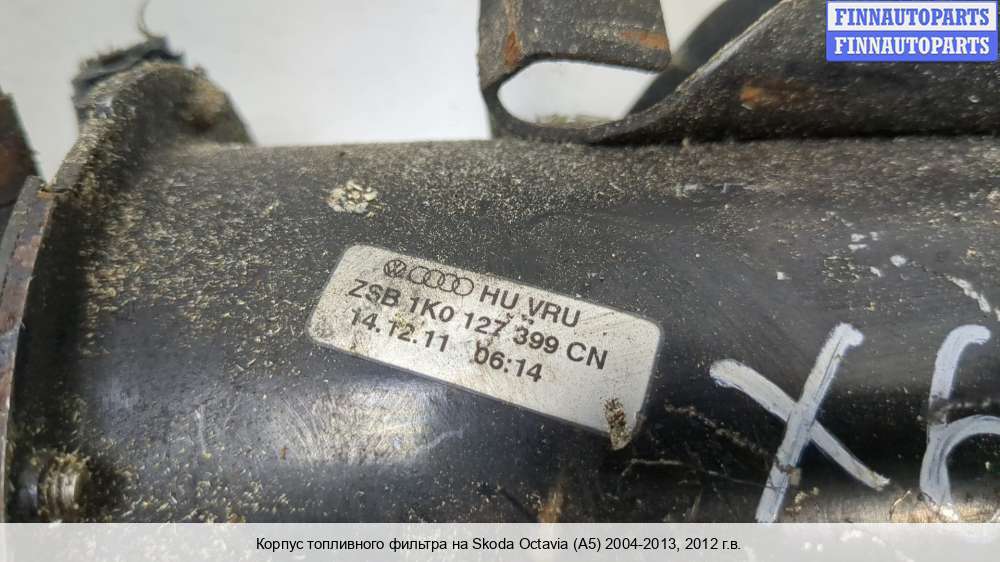 FINNAUTOPARTS
FINNAUTOPARTS
HU VRU
ZSB 1K0 127 399 CN
14.12.11 06:14
X6
Корпус топливного фильтра на Skoda Octavia (A5) 2004-2013, 2012 г.в.